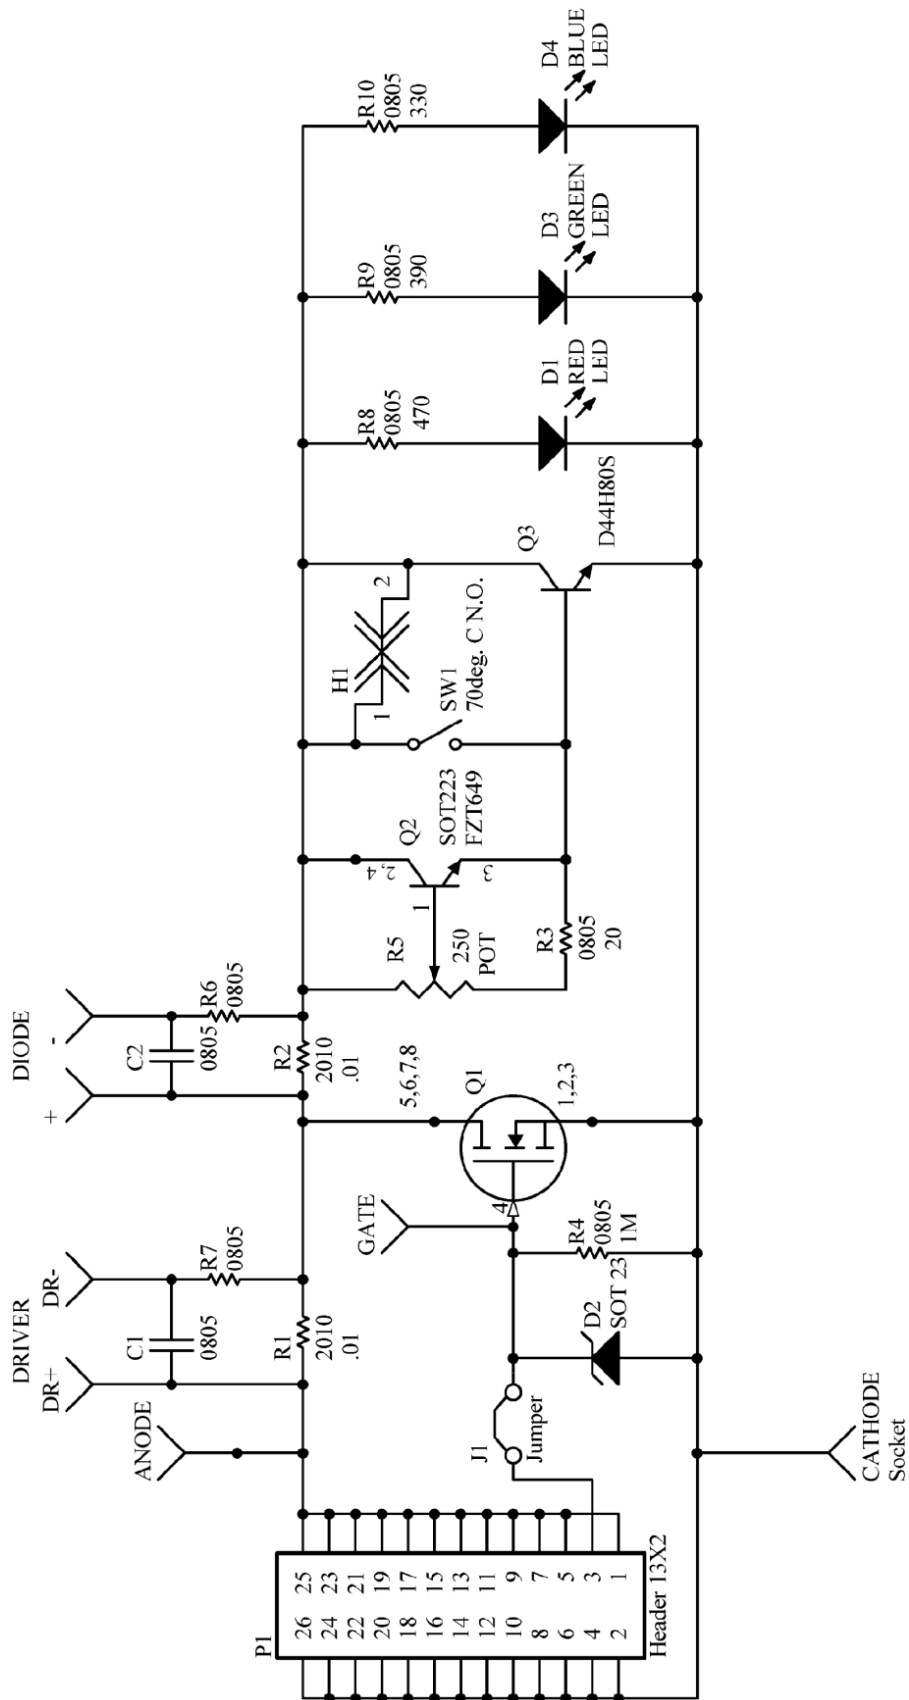 P1
26 25
24 23
22 21
20 19
18 17
16 15
14 13
12 11
10 9
8 7
6 5
4 3
2 1
Header 13X2
ANODE
DRIVER
DR+
DR-
C1
0805
R7
0805
R1
2010
.01
J1
Jumper
GATE
4
D2
SOT 23
R4
0805
1M
CATHODE
Socket
5,6,7,8
Q1
1,2,3
DIODE
+
-
C2
0805
R6
0805
R2
2010
.01
R5
250
POT
1
2,4
Q2
3
SOT223
FZT649
R3
0805
20
H1
1
2
SW1
70deg. C N.O.
Q3
D44H80S
R8
0805
470
D1
RED
LED
R9
0805
390
D3
GREEN
LED
R10
0805
330
D4
BLUE
LED